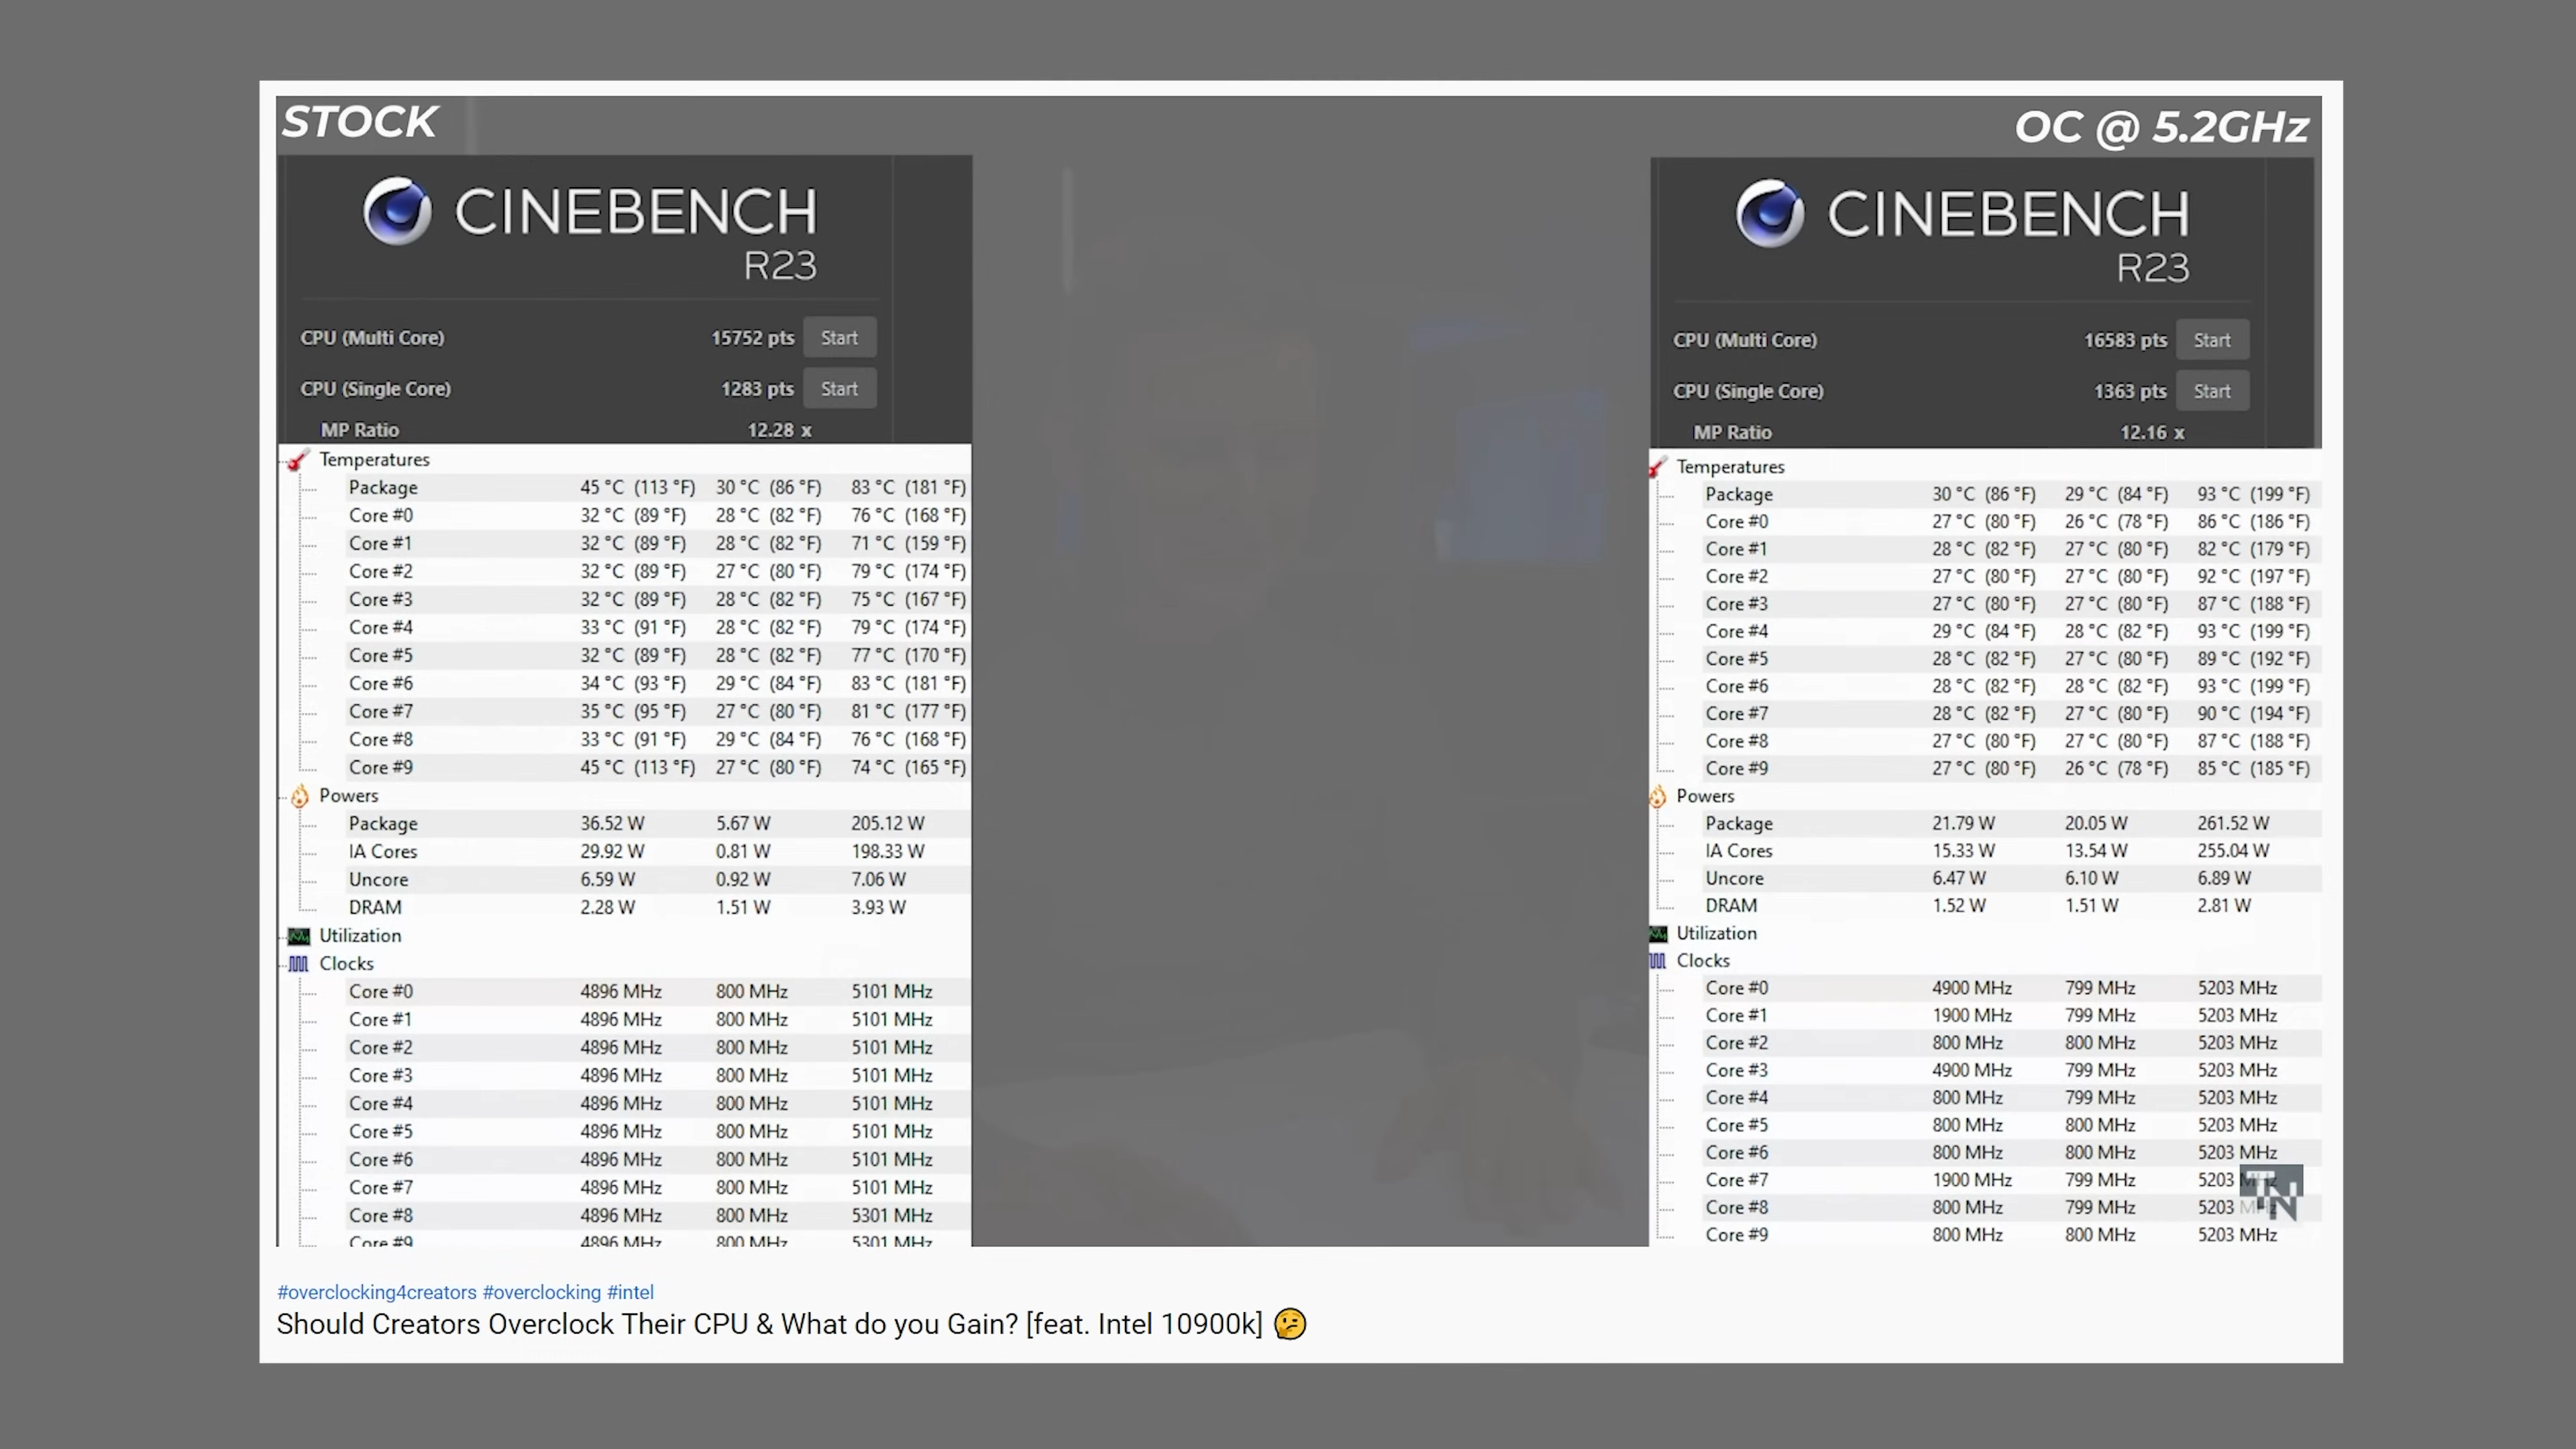 STOCK
CINEBENCH
R23
CPU (Multi Core) 15752 pts Start
CPU (Single Core) 1283 pts Start
MP Ratio 12.28 x
Temperatures
Package 45 °C (113 °F) 30 °C (86 °F) 83 °C (181 °F)
Core #0 32 °C (89 °F) 28 °C (82 °F) 76 °C (168 °F)
Core #1 32 °C (89 °F) 28 °C (82 °F) 71 °C (159 °F)
Core #2 32 °C (89 °F) 27 °C (80 °F) 79 °C (174 °F)
Core #3 32 °C (89 °F) 28 °C (82 °F) 75 °C (167 °F)
Core #4 33 °C (91 °F) 28 °C (82 °F) 79 °C (174 °F)
Core #5 32 °C (89 °F) 28 °C (82 °F) 77 °C (170 °F)
Core #6 34 °C (93 °F) 29 °C (84 °F) 83 °C (181 °F)
Core #7 35 °C (95 °F) 27 °C (80 °F) 81 °C (177 °F)
Core #8 33 °C (91 °F) 29 °C (84 °F) 76 °C (168 °F)
Core #9 45 °C (113 °F) 27 °C (80 °F) 74 °C (165 °F)
Powers
Package 36.52 W 5.67 W 205.12 W
IA Cores 29.92 W 0.81 W 198.33 W
Uncore 6.59 W 0.92 W 7.06 W
DRAM 2.28 W 1.51 W 3.93 W
Utilization
Clocks
Core #0 4896 MHz 800 MHz 5101 MHz
Core #1 4896 MHz 800 MHz 5101 MHz
Core #2 4896 MHz 800 MHz 5101 MHz
Core #3 4896 MHz 800 MHz 5101 MHz
Core #4 4896 MHz 800 MHz 5101 MHz
Core #5 4896 MHz 800 MHz 5101 MHz
Core #6 4896 MHz 800 MHz 5101 MHz
Core #7 4896 MHz 800 MHz 5101 MHz
Core #8 4896 MHz 800 MHz 5301 MHz
Core #9 4896 MHz 800 MHz 5301 MHz
OC @ 5.2GHz
CINEBENCH
R23
CPU (Multi Core) 16583 pts Start
CPU (Single Core) 1363 pts Start
MP Ratio 12.16 x
Temperatures
Package 30 °C (86 °F) 29 °C (84 °F) 93 °C (199 °F)
Core #0 27 °C (80 °F) 26 °C (78 °F) 86 °C (186 °F)
Core #1 28 °C (82 °F) 27 °C (80 °F) 82 °C (179 °F)
Core #2 27 °C (80 °F) 27 °C (80 °F) 92 °C (197 °F)
Core #3 27 °C (80 °F) 27 °C (80 °F) 87 °C (188 °F)
Core #4 29 °C (84 °F) 28 °C (82 °F) 93 °C (199 °F)
Core #5 28 °C (82 °F) 27 °C (80 °F) 89 °C (192 °F)
Core #6 28 °C (82 °F) 28 °C (82 °F) 93 °C (199 °F)
Core #7 28 °C (82 °F) 27 °C (80 °F) 90 °C (194 °F)
Core #8 27 °C (80 °F) 27 °C (80 °F) 87 °C (188 °F)
Core #9 27 °C (80 °F) 26 °C (78 °F) 85 °C (185 °F)
Powers
Package 21.79 W 20.05 W 261.52 W
IA Cores 15.33 W 13.54 W 255.04 W
Uncore 6.47 W 6.10 W 6.89 W
DRAM 1.52 W 1.51 W 2.81 W
Utilization
Clocks
Core #0 4900 MHz 799 MHz 5203 MHz
Core #1 1900 MHz 799 MHz 5203 MHz
Core #2 800 MHz 800 MHz 5203 MHz
Core #3 4900 MHz 799 MHz 5203 MHz
Core #4 800 MHz 799 MHz 5203 MHz
Core #5 800 MHz 800 MHz 5203 MHz
Core #6 800 MHz 800 MHz 5203 MHz
Core #7 1900 MHz 799 MHz 5203
Core #8 800 MHz 799 MHz 5203
Core #9 800 MHz 800 MHz 5203 MHz
TN
#overclocking4creators #overclocking #intel
Should Creators Overclock Their CPU & What do you Gain? [feat. Intel 10900k] 🤔